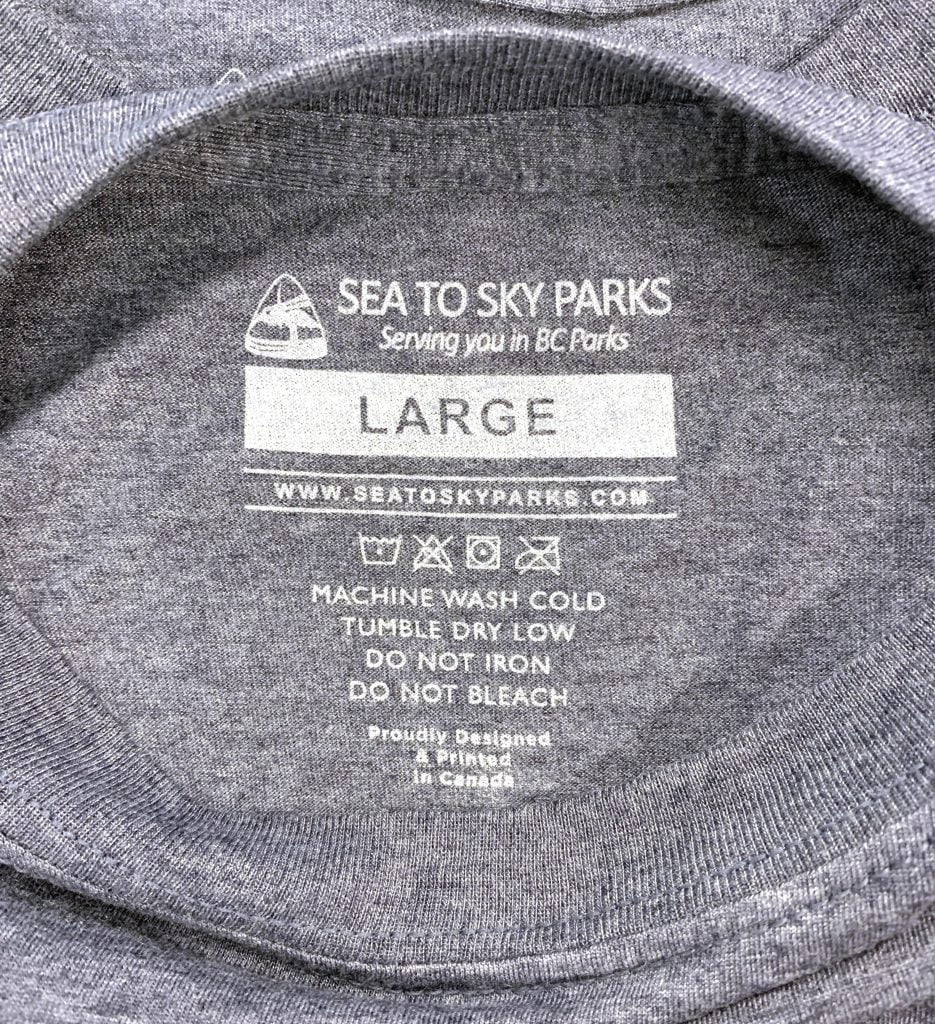 SEA TO SKY PARKS
Serving you in BC Parks
LARGE
WWW.SEATOSKYPARKS.COM
MACHINE WASH COLD
TUMBLE DRY LOW
DO NOT IRON
DO NOT BLEACH
Proudly Designed
& Printed
in Canada